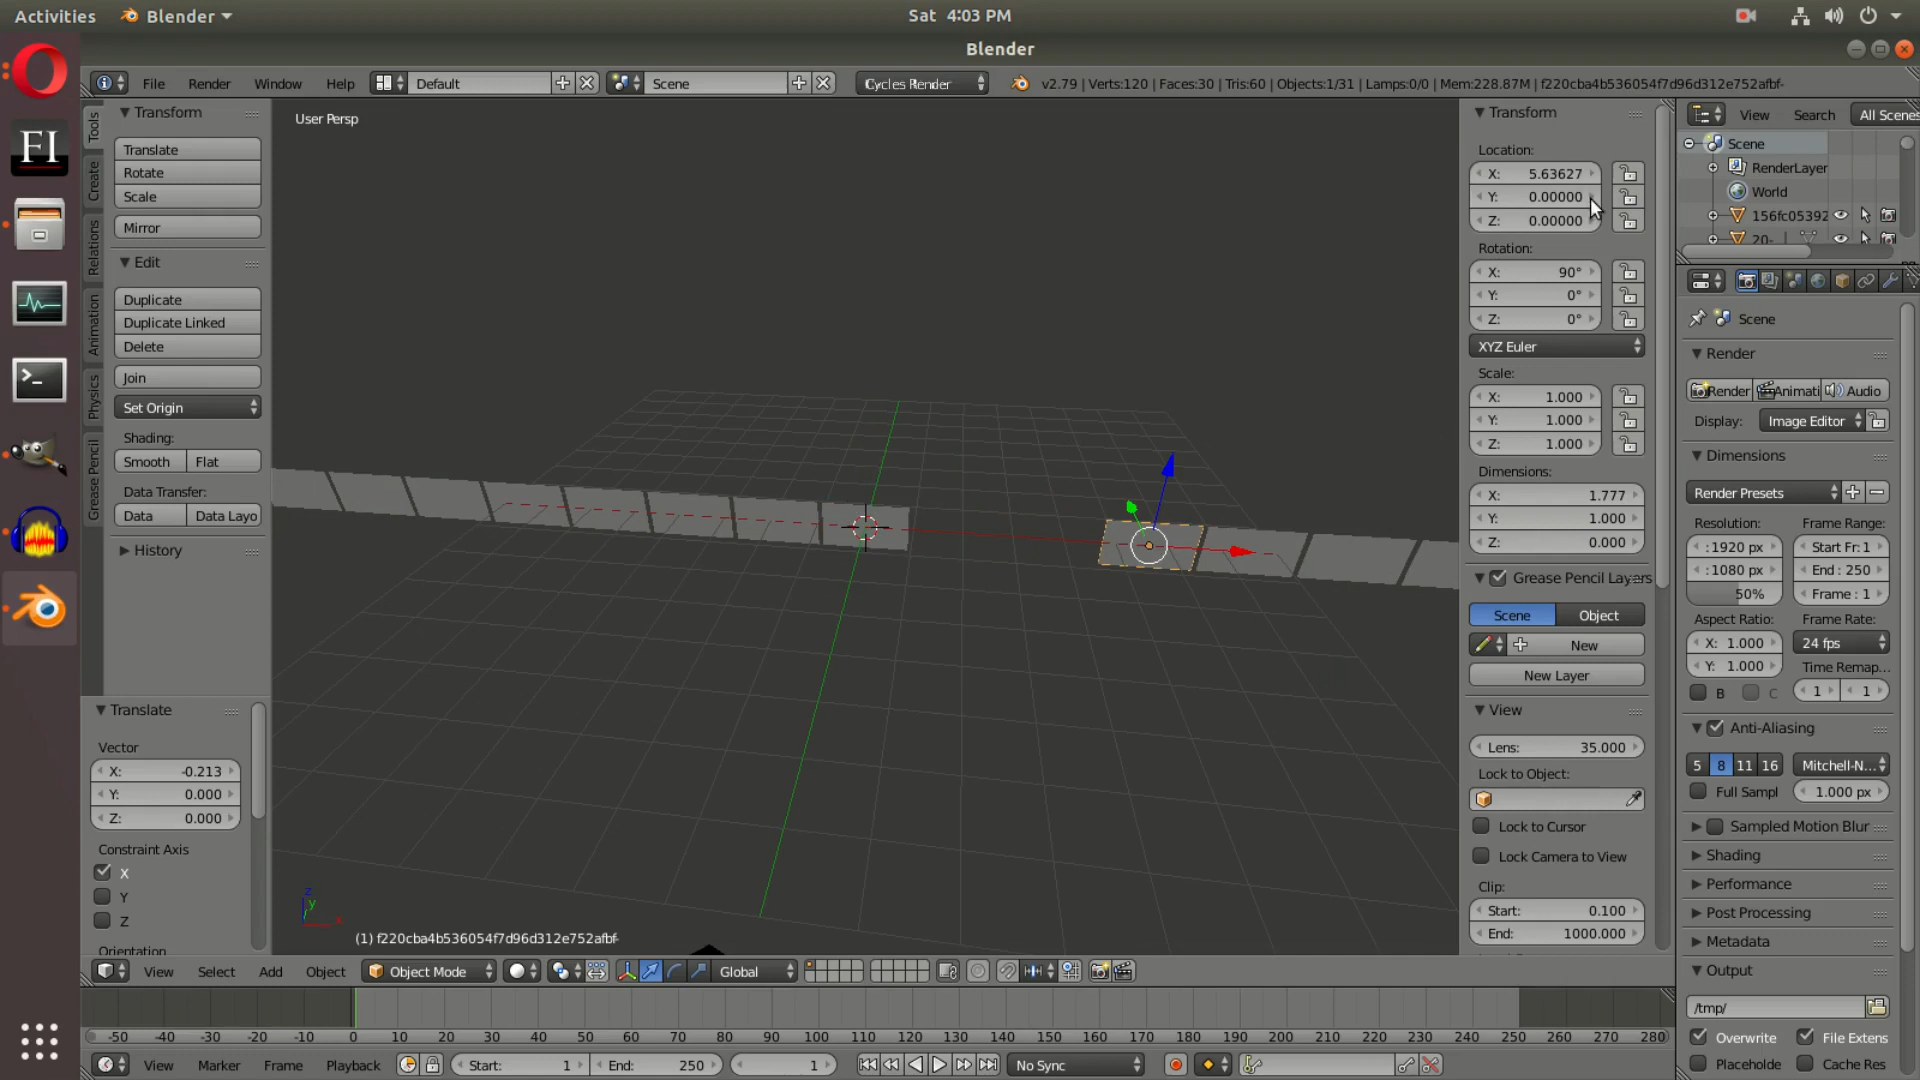 Activities Blender Sat 4:03 PM
Blender
File Render Window Help Default Scene Cycles Render v2.79 | Verts:120 | Faces:30 | Tris:60 | Objects:1/31 | Lamps:0/0 | Mem:228.87M | f220cba4b536054f7d96d312e752afbf-
Tools
Create
Relations
Animation
Physics
Grease Pencil
Transform
Translate
Rotate
Scale
Mirror
Edit
Duplicate
Duplicate Linked
Delete
Join
Set Origin
Shading:
Smooth Flat
Data Transfer:
Data Data Layo
History
Translate
Vector
X: -0.213
Y: 0.000
Z: 0.000
Constraint Axis
X
Y
Z
Orientation
User Persp
z
y
x
(1) f220cba4b536054f7d96d312e752afbf-
Transform
Location:
X: 5.63627
Y: 0.00000
Z: 0.00000
Rotation:
X: 90°
Y: 0°
Z: 0°
XYZ Euler
Scale:
X: 1.000
Y: 1.000
Z: 1.000
Dimensions:
X: 1.777
Y: 1.000
Z: 0.000
Grease Pencil Layers
Scene Object
New
New Layer
View
Lens: 35.000
Lock to Object:
Lock to Cursor
Lock Camera to View
Clip:
Start: 0.100
End: 1000.000
View Search All Scenes
Scene
RenderLayer
World
156fc05392
20-
Scene
Render
Render Animati Audio
Display: Image Editor
Dimensions
Render Presets
Resolution: Frame Range:
:1920 px Start Fr: 1
:1080 px End : 250
50% Frame : 1
Aspect Ratio: Frame Rate:
X: 1.000 24 fps
Y: 1.000 Time Remap...
B C 1 1
Anti-Aliasing
5 8 11 16 Mitchell-N...
Full Sampl 1.000 px
Sampled Motion Blur
Shading
Performance
Post Processing
Metadata
Output
/tmp/
Overwrite File Extens
Placeholde Cache Res
View Select Add Object Object Mode Global
-50 -40 -30 -20 -10 0 10 20 30 40 50 60 70 80 90 100 110 120 130 140 150 160 170 180 190 200 210 220 230 240 250 260 270 280
View Marker Frame Playback Start: 1 End: 250 1 No Sync
FI